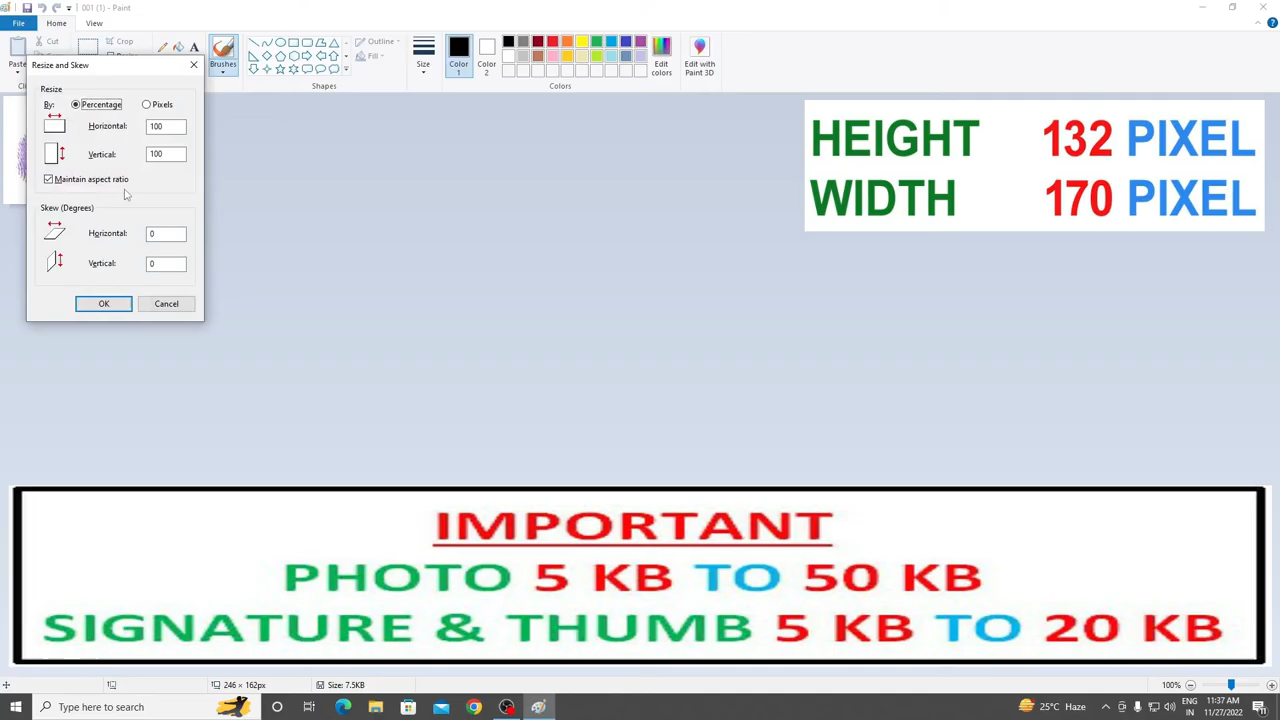 001 (1) - Paint
File Home View
Cut Crop
Paste Brushes Outline Fill Size Color 1 Color 2 Edit colors Edit with Paint 3D
Shapes Colors
Resize and Skew
Resize
By: Percentage Pixels
Horizontal: 100
Vertical: 100
Maintain aspect ratio
Skew (Degrees)
Horizontal: 0
Vertical: 0
OK Cancel
HEIGHT 132 PIXEL
WIDTH 170 PIXEL
IMPORTANT
PHOTO 5 KB TO 50 KB
SIGNATURE & THUMB 5 KB TO 20 KB
246 × 162px Size: 7.5KB 100%
Type here to search 25°C Haze ENG 11:37 AM
IN 11/27/2022